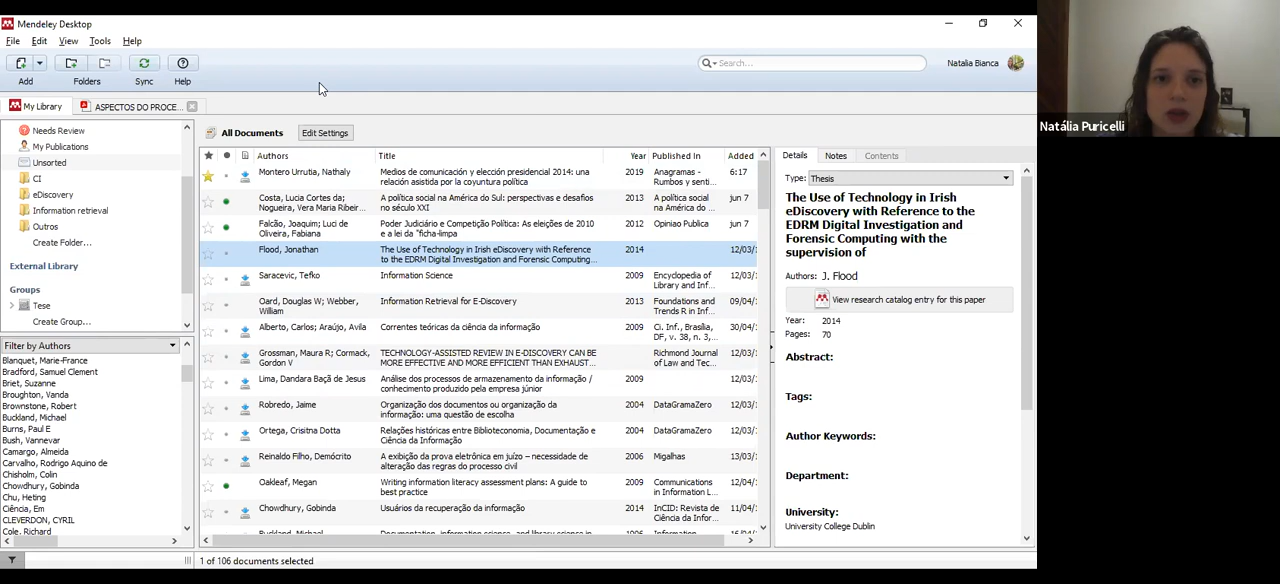 Mendeley Desktop
File Edit View Tools Help
Add Folders Sync Help
Search...
Natalia Bianca
My Library
ASPECTOS DO PROCE...
Needs Review
My Publications
Unsorted
CI
eDiscovery
Information retrieval
Outros
Create Folder...
External Library
Groups
Tese
Create Group...
Filter by Authors
Blanquet, Marie-France
Bradford, Samuel Clement
Briet, Suzanne
Broughton, Vanda
Brownstone, Robert
Buckland, Michael
Burns, Paul E
Bush, Vannevar
Camargo, Almeida
Carvalho, Rodrigo Aquino de
Chisholm, Colin
Chowdhury, Gobinda
Chu, Heting
Ciência, Em
CLEVERDON, CYRIL
Cole, Richard
All Documents
Edit Settings
Authors Title Year Published In Added
Montero Urrutia, Nathaly Medios de comunicación y elección presidencial 2014: una 2019 Anagramas - 6:17
relación asistida por la coyuntura política Rumbos y senti...
Costa, Lucia Cortes da; A política social na América do Sul: perspectivas e desafios 2013 A política social jun 7
Nogueira, Vera Maria Ribeir... no século XXI na América do ...
Falcão, Joaquim; Luci de Poder Judiciário e Competição Política: As eleições de 2010 2012 Opiniao Publica jun 7
Oliveira, Fabiana e a lei da "ficha-limpa
Flood, Jonathan The Use of Technology in Irish eDiscovery with Reference 2014 12/03/1
to the EDRM Digital Investigation and Forensic Computing...
Saracevic, Tefko Information Science 2009 Encyclopedia of 12/03/1
Library and Inf...
Oard, Douglas W; Webber, Information Retrieval for E-Discovery 2013 Foundations and 09/04/1
William Trends R in Inf...
Alberto, Carlos; Araújo, Avila Correntes teóricas da ciência da informação 2009 Ci. Inf., Brasília, 30/04/1
DF, v. 38, n. 3,...
Grossman, Maura R; Cormack, TECHNOLOGY-ASSISTED REVIEW IN E-DISCOVERY CAN BE Richmond Journal 12/03/1
Gordon V MORE EFFECTIVE AND MORE EFFICIENT THAN EXHAUST... of Law and Tec...
Lima, Dandara Baçã de Jesus Análise dos processos de armazenamento da informação / 2009 12/03/1
conhecimento produzido pela empresa júnior
Robredo, Jaime Organização dos documentos ou organização da 2004 DataGramaZero 12/03/1
informação: uma questão de escolha
Ortega, Crisitna Dotta Relações históricas entre Biblioteconomia, Documentação e 2004 DataGramaZero 12/03/1
Ciência da Informação
Reinaldo Filho, Demócrito A exibição da prova eletrônica em juízo – necessidade de 2006 Migalhas 13/03/1
alteração das regras do processo civil
Oakleaf, Megan Writing information literacy assessment plans: A guide to 2009 Communications 12/04/1
best practice in Information L...
Chowdhury, Gobinda Usuários da recuperação da informação 2014 InCID: Revista de 11/04/1
Ciência da Infor...
Details Notes Contents
Type: Thesis
The Use of Technology in Irish
eDiscovery with Reference to the
EDRM Digital Investigation and
Forensic Computing with the
supervision of
Authors: J. Flood
View research catalog entry for this paper
Year: 2014
Pages: 70
Abstract:
Tags:
Author Keywords:
Department:
University:
University College Dublin
1 of 106 documents selected
Natália Puricelli